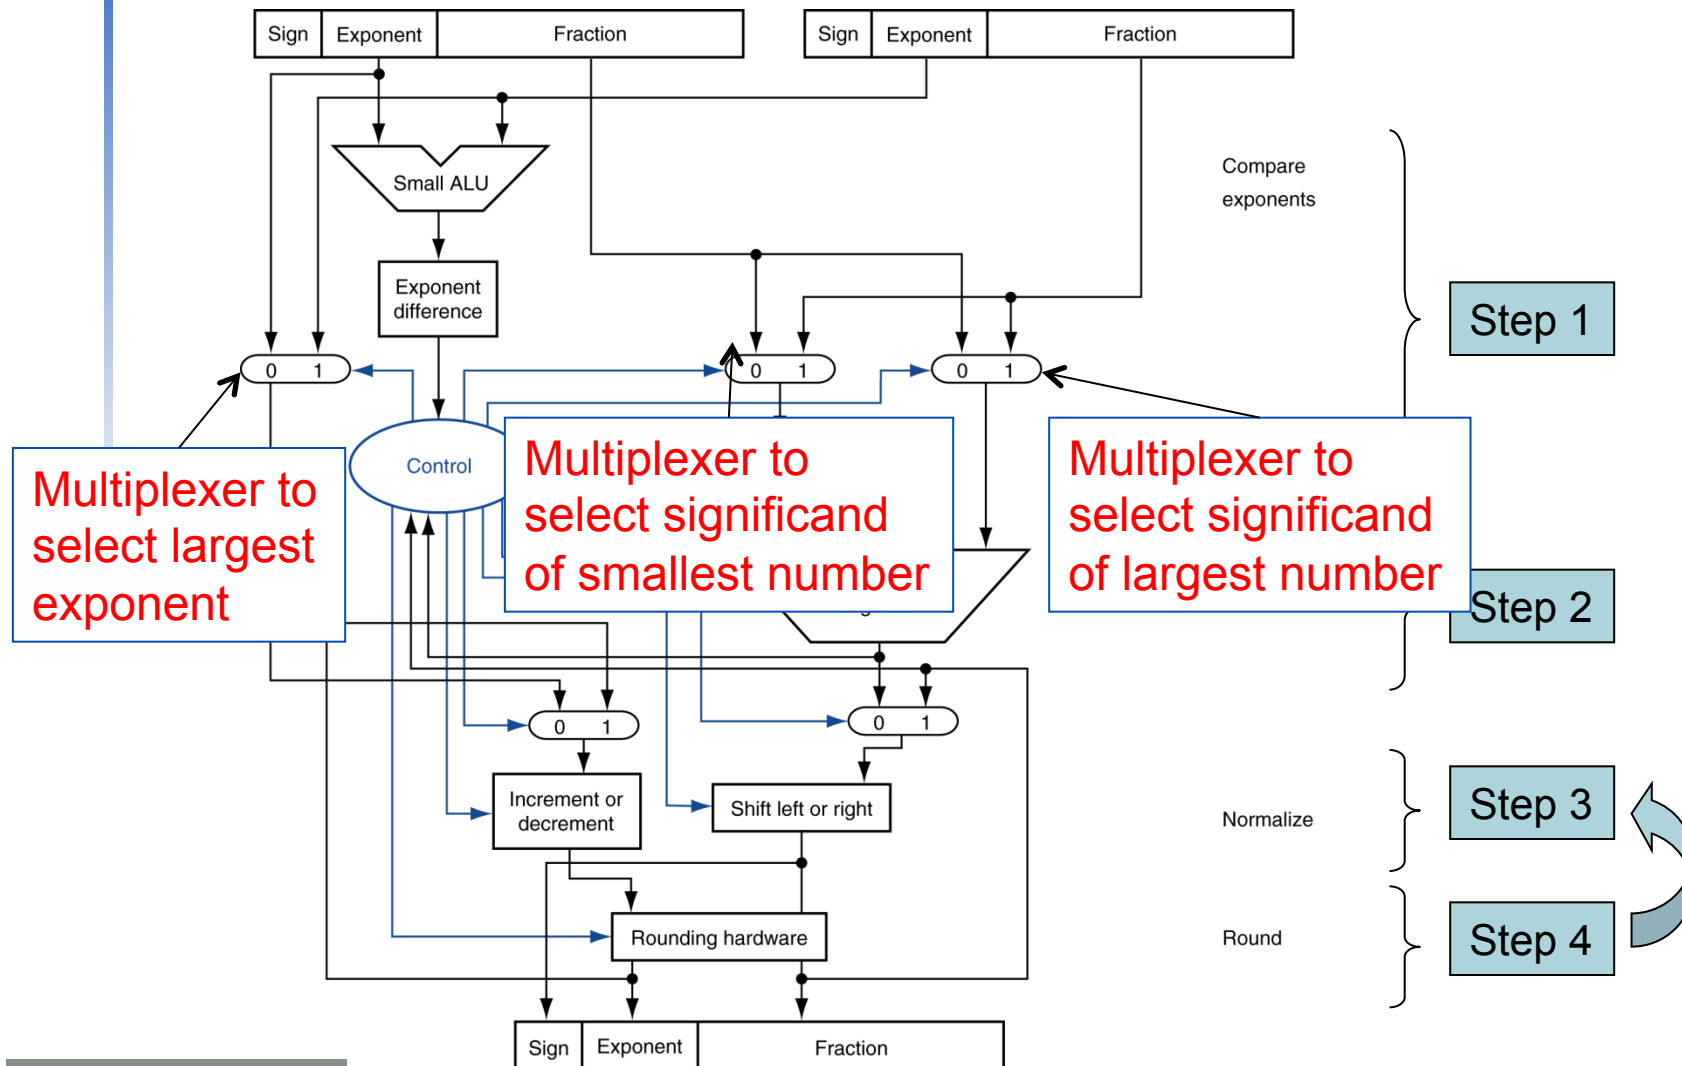 Sign Exponent Fraction
Sign Exponent Fraction
Small ALU
Compare
exponents
Exponent
difference
Step 1
0 1
0 1
0 1
Control
Multiplexer to
select largest
exponent
Multiplexer to
select significand
of smallest number
Multiplexer to
select significand
of largest number
Step 2
0 1
0 1
Increment or
decrement
Shift left or right
Normalize
Step 3
Rounding hardware
Round
Step 4
Sign Exponent Fraction